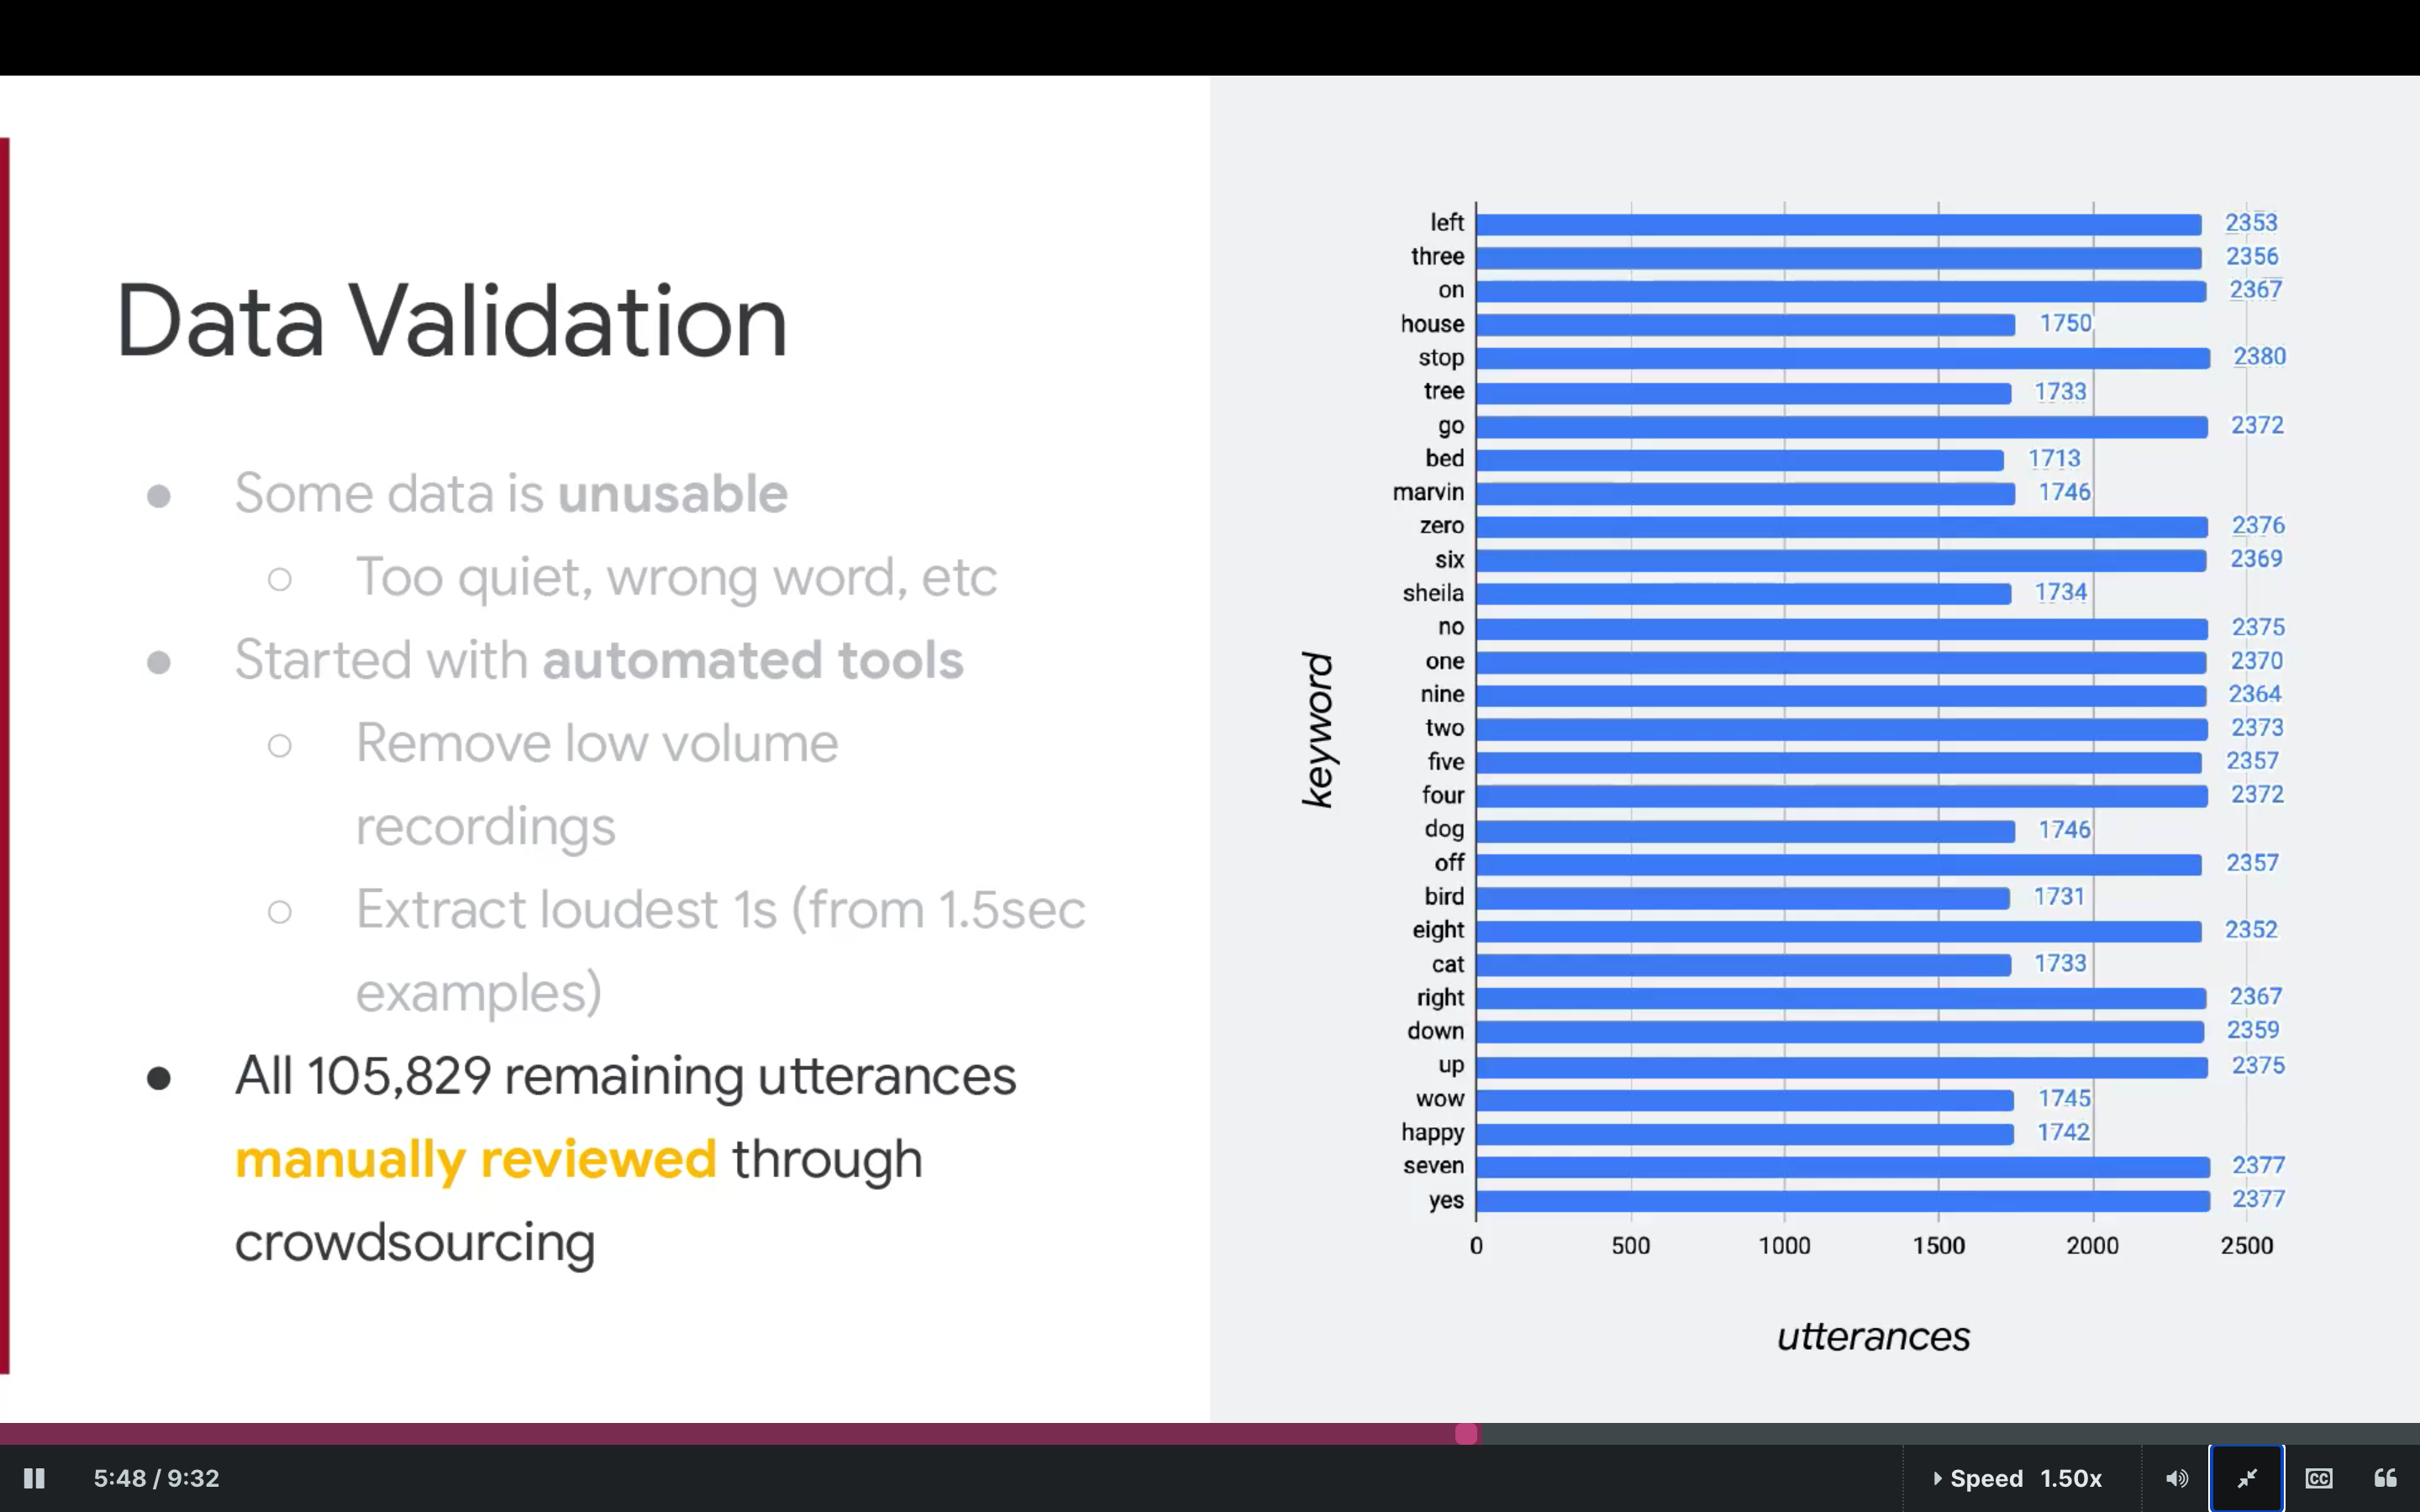 Data Validation
● Some data is unusable
○ Too quiet, wrong word, etc
● Started with automated tools
○ Remove low volume
recordings
○ Extract loudest 1s (from 1.5sec
examples)
● All 105,829 remaining utterances
manually reviewed through
crowdsourcing
keyword
left 2353
three 2356
on 2367
house 1750
stop 2380
tree 1733
go 2372
bed 1713
marvin 1746
zero 2376
six 2369
sheila 1734
no 2375
one 2370
nine 2364
two 2373
five 2357
four 2372
dog 1746
off 2357
bird 1731
eight 2352
cat 1733
right 2367
down 2359
up 2375
wow 1745
happy 1742
seven 2377
yes 2377
0 500 1000 1500 2000 2500
utterances
5:48 / 9:32
Speed 1.50x
CC